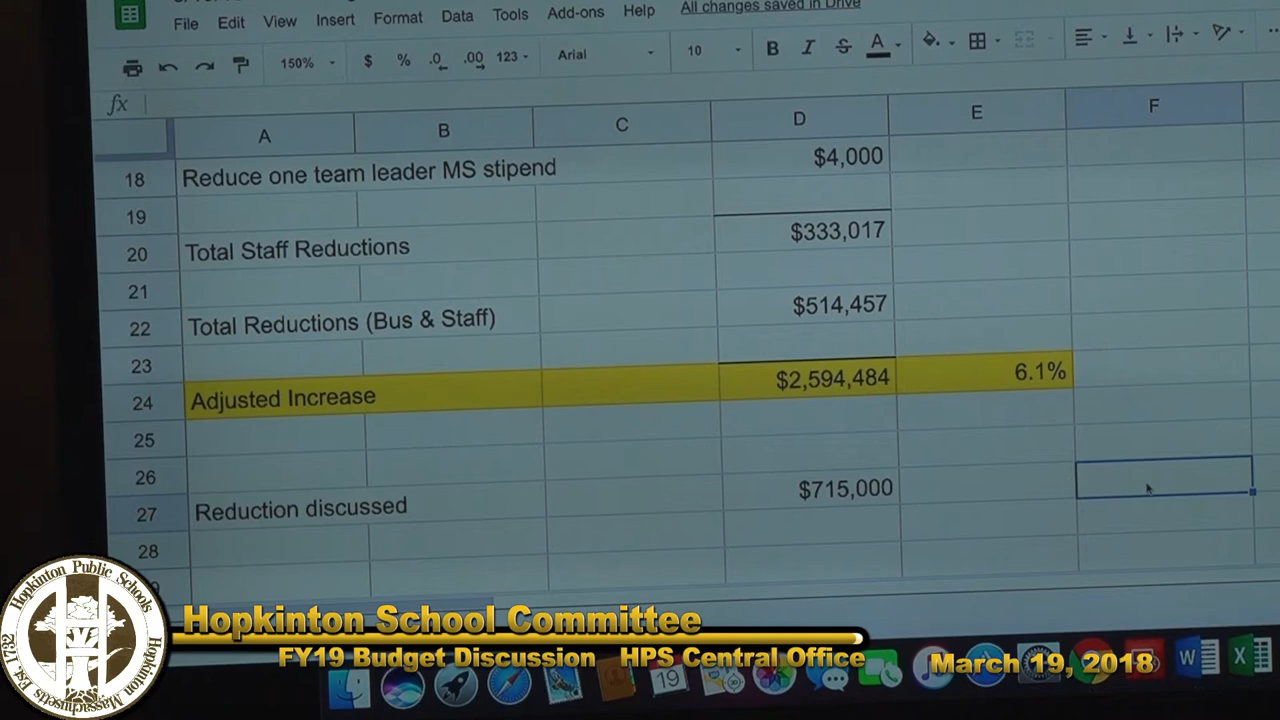 All changes saved in Drive
File Edit View Insert Format Data Tools Add-ons Help
150% $ % .0 .00 123 Arial 10 B I S A
fx
A B C D E F
18 Reduce one team leader MS stipend $4,000
19
20 Total Staff Reductions $333,017
21
22 Total Reductions (Bus & Staff) $514,457
23
24 Adjusted Increase $2,594,484 6.1%
25
26
27 Reduction discussed $715,000
28
Hopkinton Public Schools
Hopkinton, Massachusetts
Est. 1732
Hopkinton School Committee
FY19 Budget Discussion HPS Central Office
March 19, 2018
19
W
X